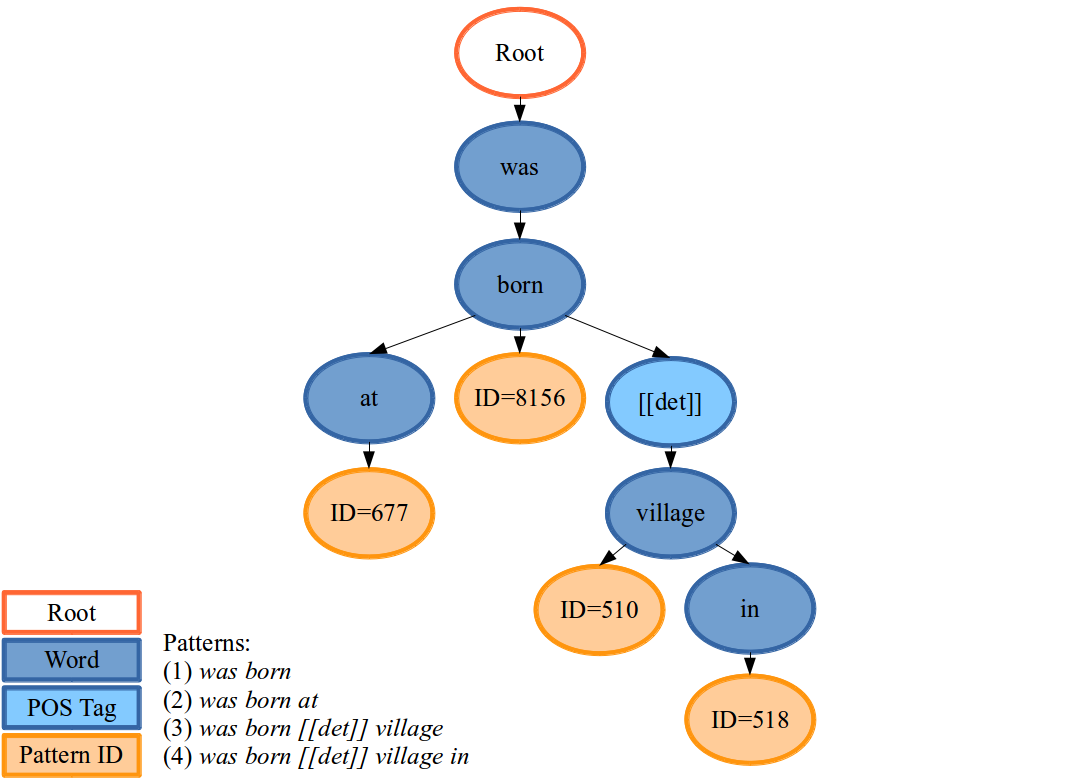 Root
was
born
at
ID=8156
[[det]]
ID=677
village
ID=510
in
ID=518
Root
Word
POS Tag
Pattern ID
Patterns:
(1) was born
(2) was born at
(3) was born [[det]] village
(4) was born [[det]] village in